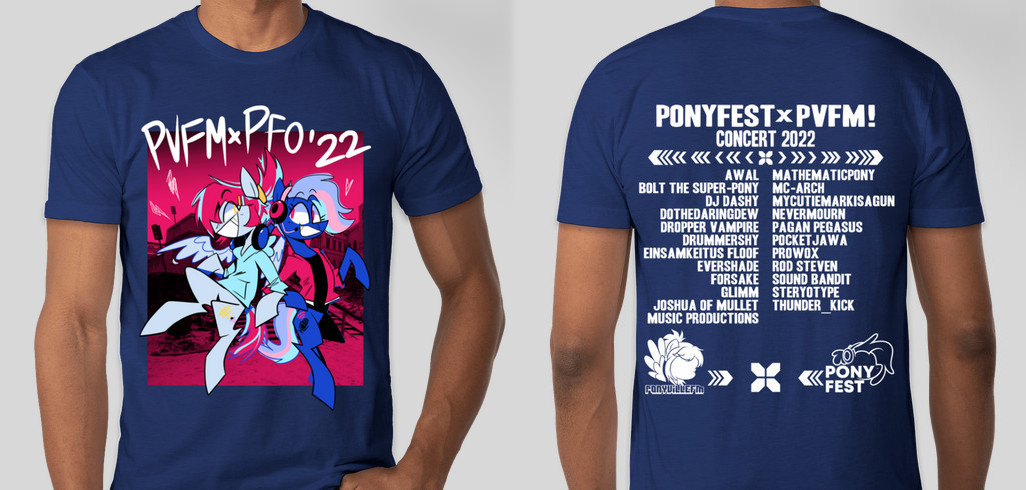 PVFM×PFO'22
PONYFEST×PVFM!
CONCERT 2022
AWAL MATHEMATICPONY
BOLT THE SUPER-PONY MC-ARCH
DJ DASHY MYCUTIEMARKISAGUN
DOTHEDARINGDEW NEVERMOURN
DROPPER VAMPIRE PAGAN PEGASUS
DRUMMERSHY POCKETJAWA
EINSAMKEITUS FLOOF PROWOX
EVERSHADE ROD STEVEN
FORSAKE SOUND BANDIT
GLIMM STERYOTYPE
JOSHUA OF MULLET THUNDER_KICK
MUSIC PRODUCTIONS
PONYVILLEFM
PONY
FEST